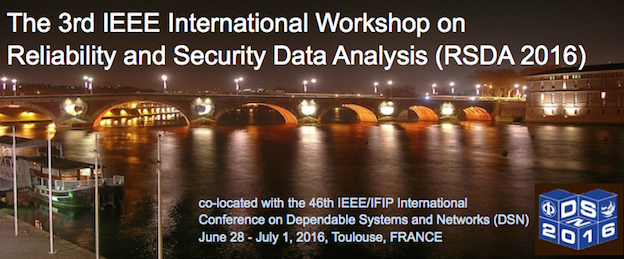 The 3rd IEEE International Workshop on
Reliability and Security Data Analysis (RSDA 2016)
co-located with the 46th IEEE/IFIP International
Conference on Dependable Systems and Networks (DSN)
June 28 - July 1, 2016, Toulouse, FRANCE
DS
N
2016